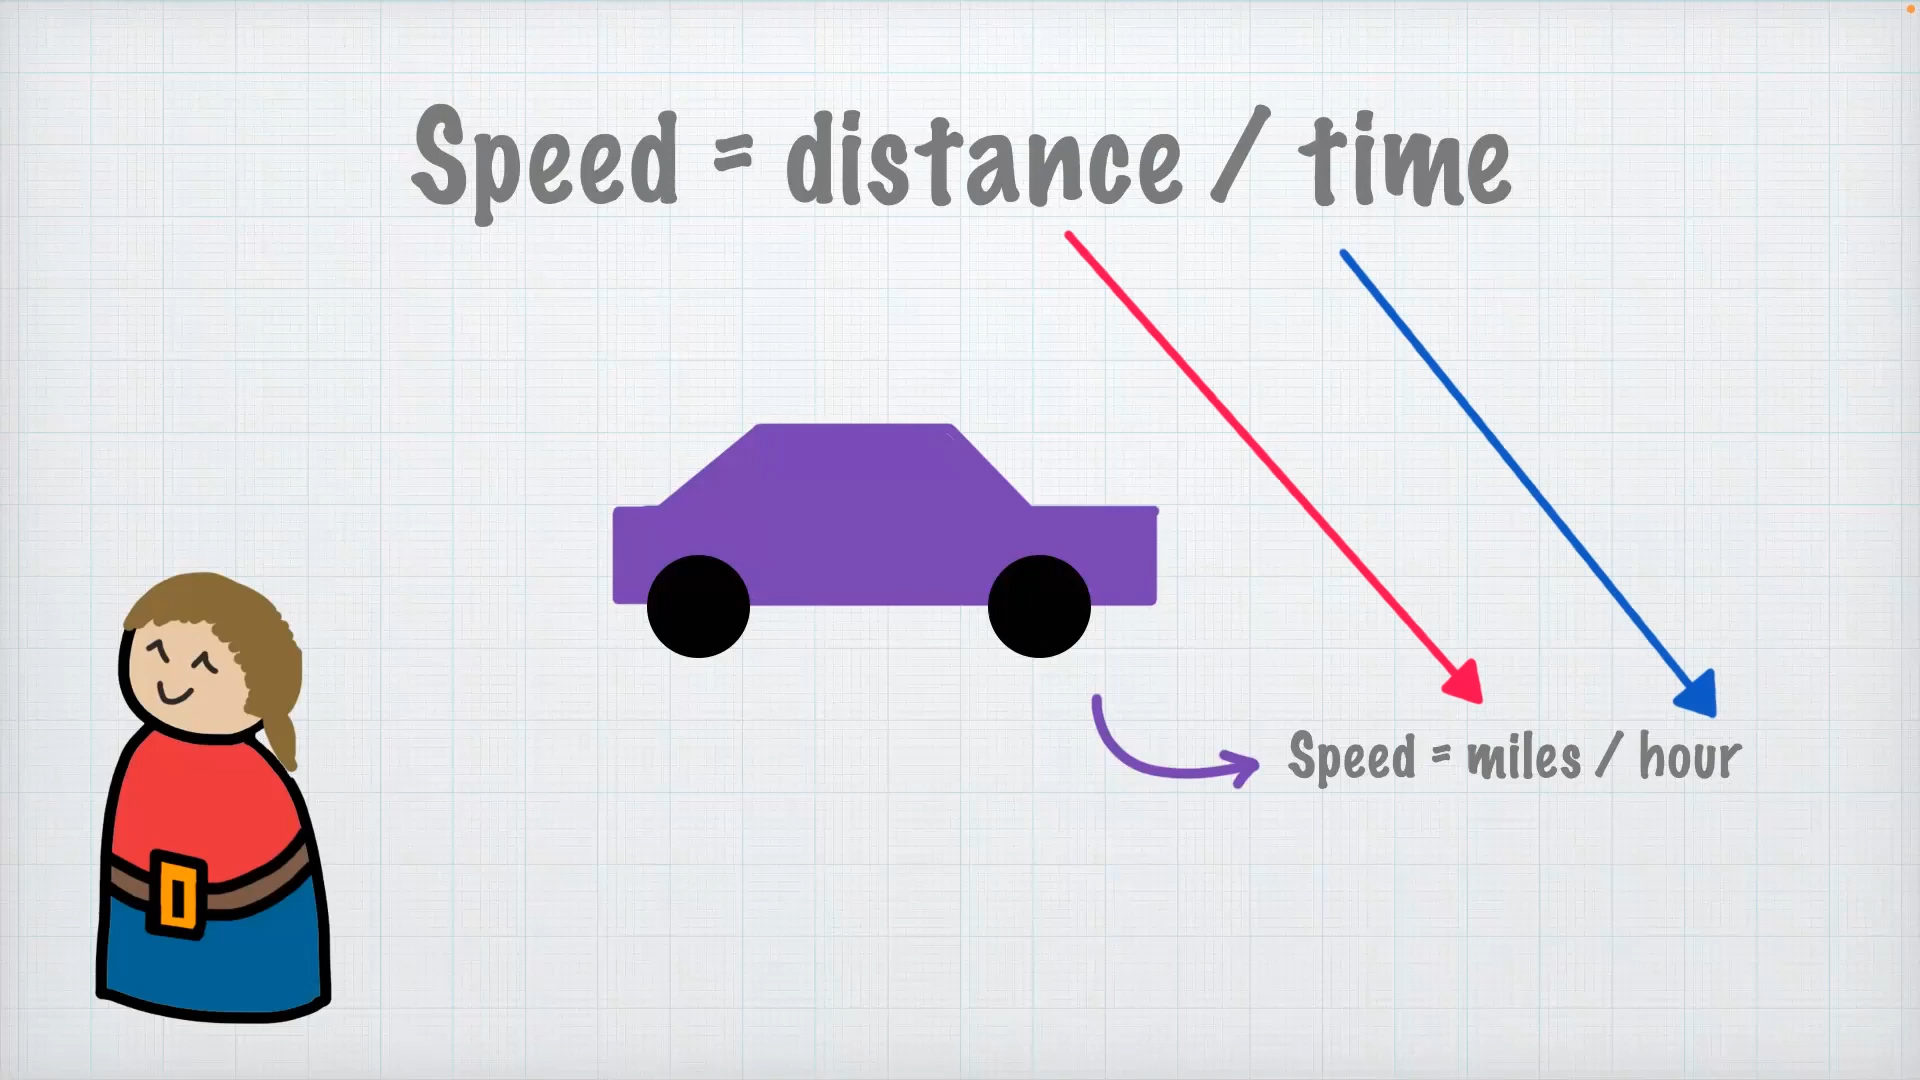 Speed = distance / time
Speed = miles / hour